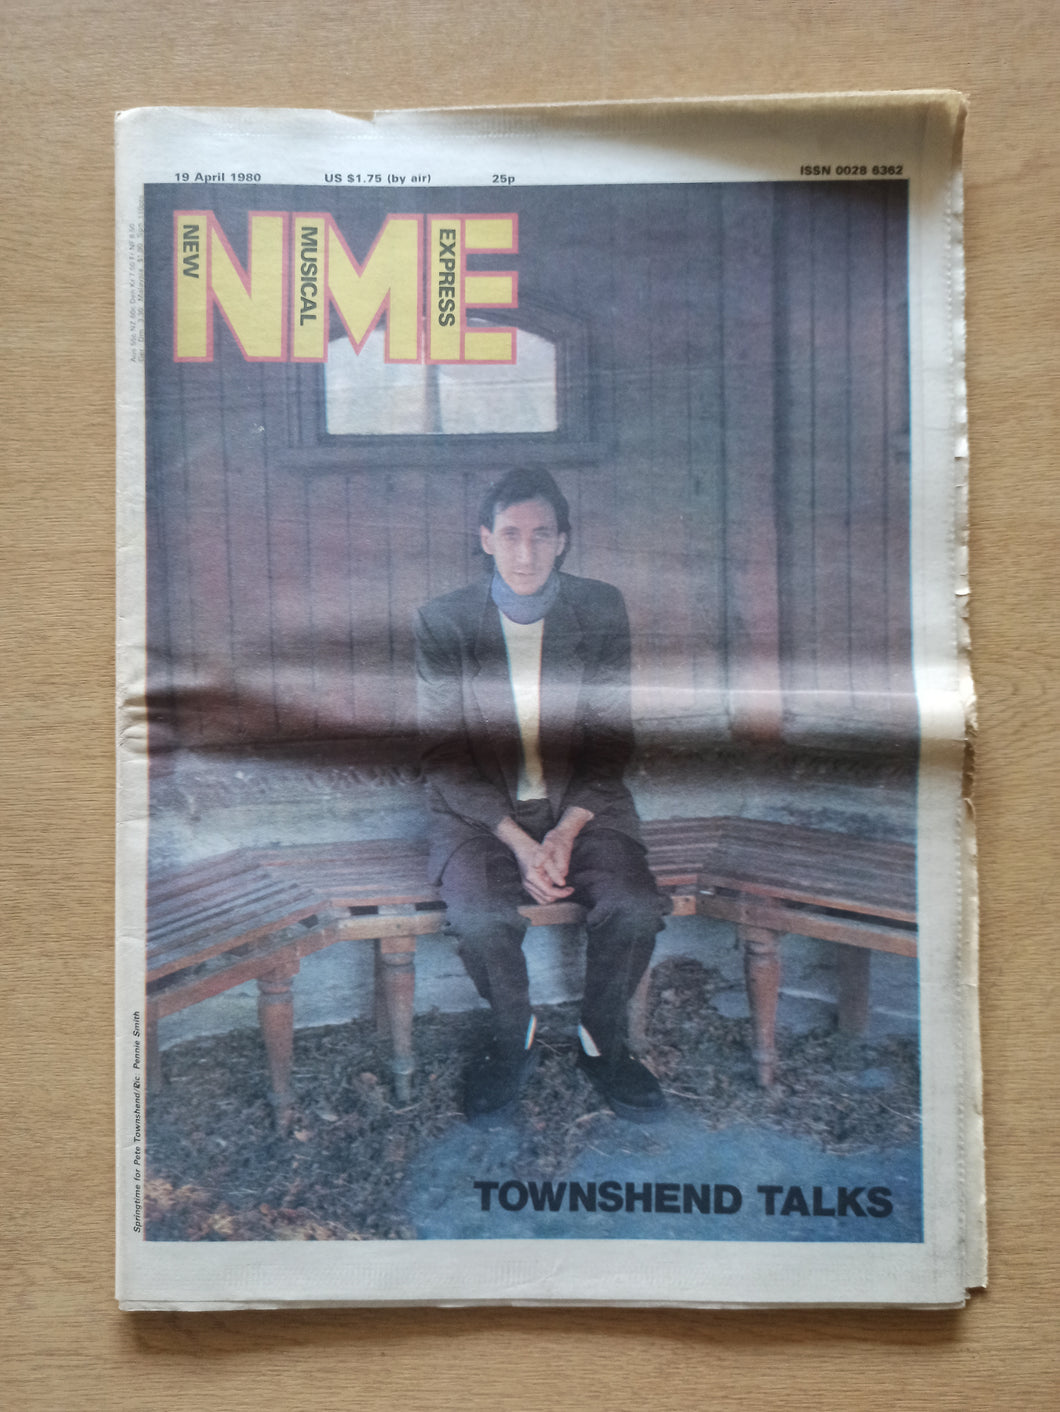 19 April 1980 US $1.75 (by air) 25p ISSN 0028 6362
NME
NEW
MUSICAL
EXPRESS
Springtime for Pete Townshend/Pic: Pennie Smith
TOWNSHEND TALKS